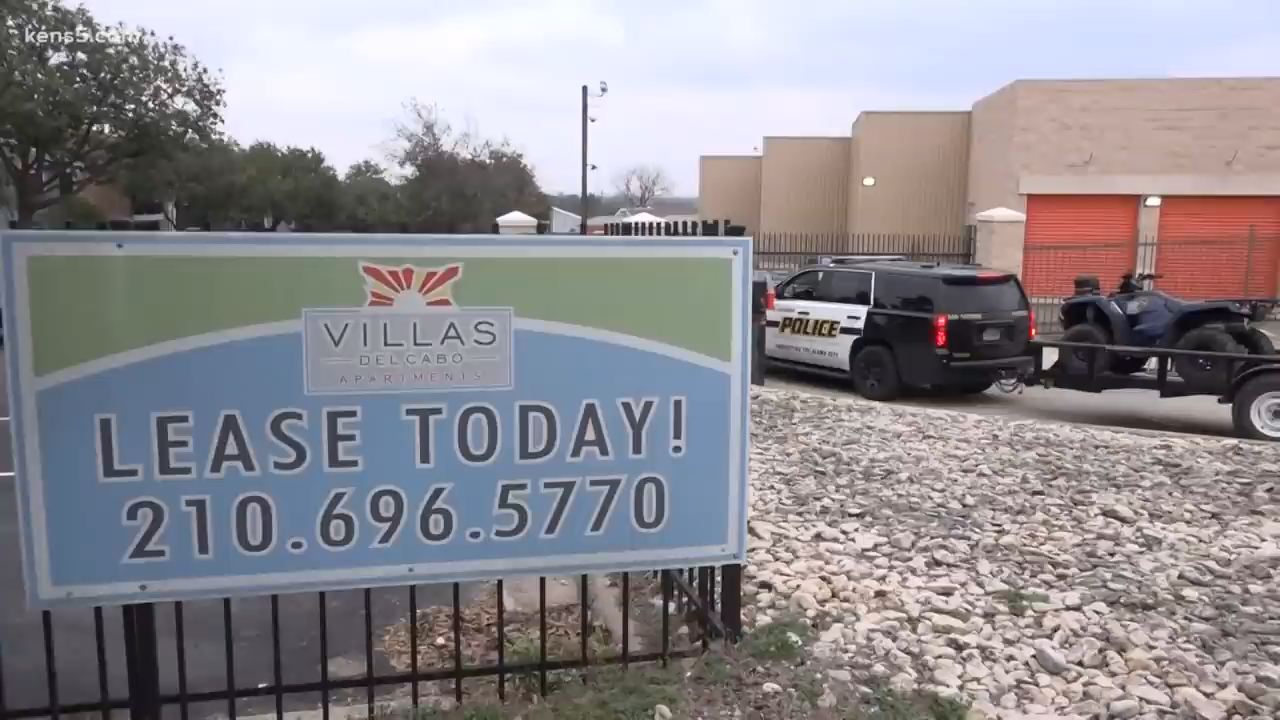 kens5.com
VILLAS
DEL CABO
APARTMENTS
LEASE TODAY!
210.696.5770
POLICE